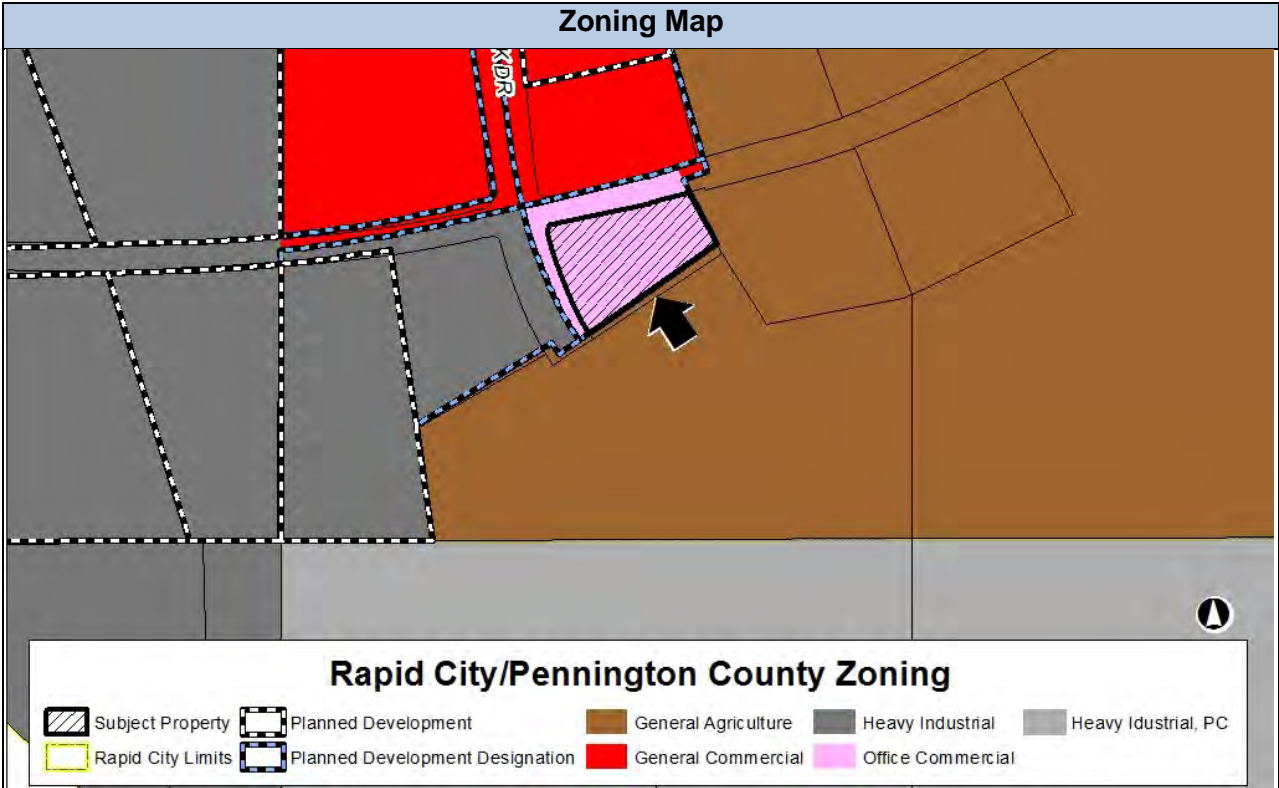 Zoning Map
K DR
Rapid City/Pennington County Zoning
Subject Property Planned Development General Agriculture Heavy Industrial Heavy Idustrial, PC
Rapid City Limits Planned Development Designation General Commercial Office Commercial